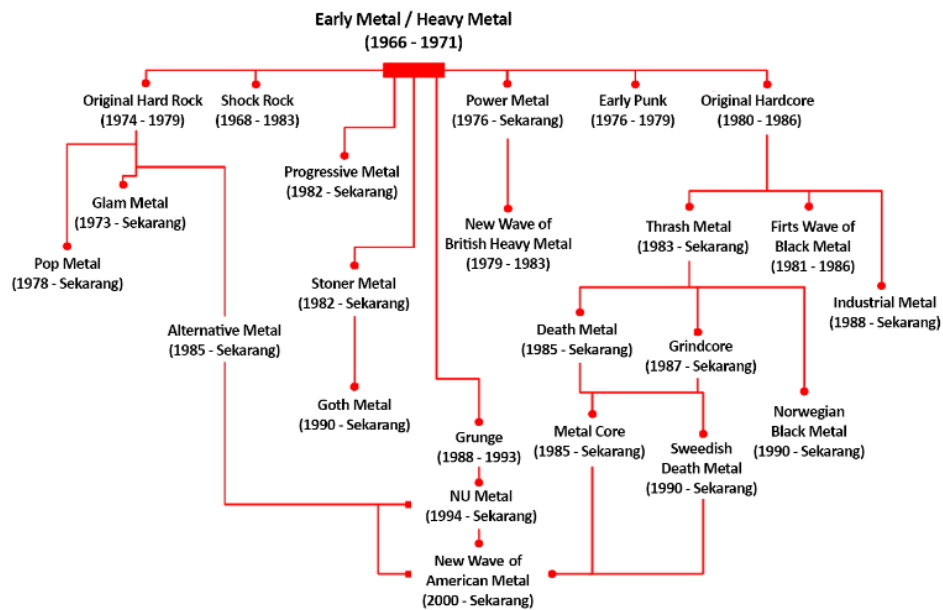 Early Metal / Heavy Metal
(1966 - 1971)
Original Hard Rock
(1974 - 1979)
Shock Rock
(1968 - 1983)
Power Metal
(1976 - Sekarang)
Early Punk
(1976 - 1979)
Original Hardcore
(1980 - 1986)
Progressive Metal
(1982 - Sekarang)
Glam Metal
(1973 - Sekarang)
New Wave of
British Heavy Metal
(1979 - 1983)
Thrash Metal
(1983 - Sekarang)
Firts Wave of
Black Metal
(1981 - 1986)
Pop Metal
(1978 - Sekarang)
Stoner Metal
(1982 - Sekarang)
Industrial Metal
(1988 - Sekarang)
Alternative Metal
(1985 - Sekarang)
Death Metal
(1985 - Sekarang)
Grindcore
(1987 - Sekarang)
Goth Metal
(1990 - Sekarang)
Norwegian
Black Metal
(1990 - Sekarang)
Grunge
(1988 - 1993)
Metal Core
(1985 - Sekarang)
Swedish
Death Metal
(1990 - Sekarang)
NU Metal
(1994 - Sekarang)
New Wave of
American Metal
(2000 - Sekarang)